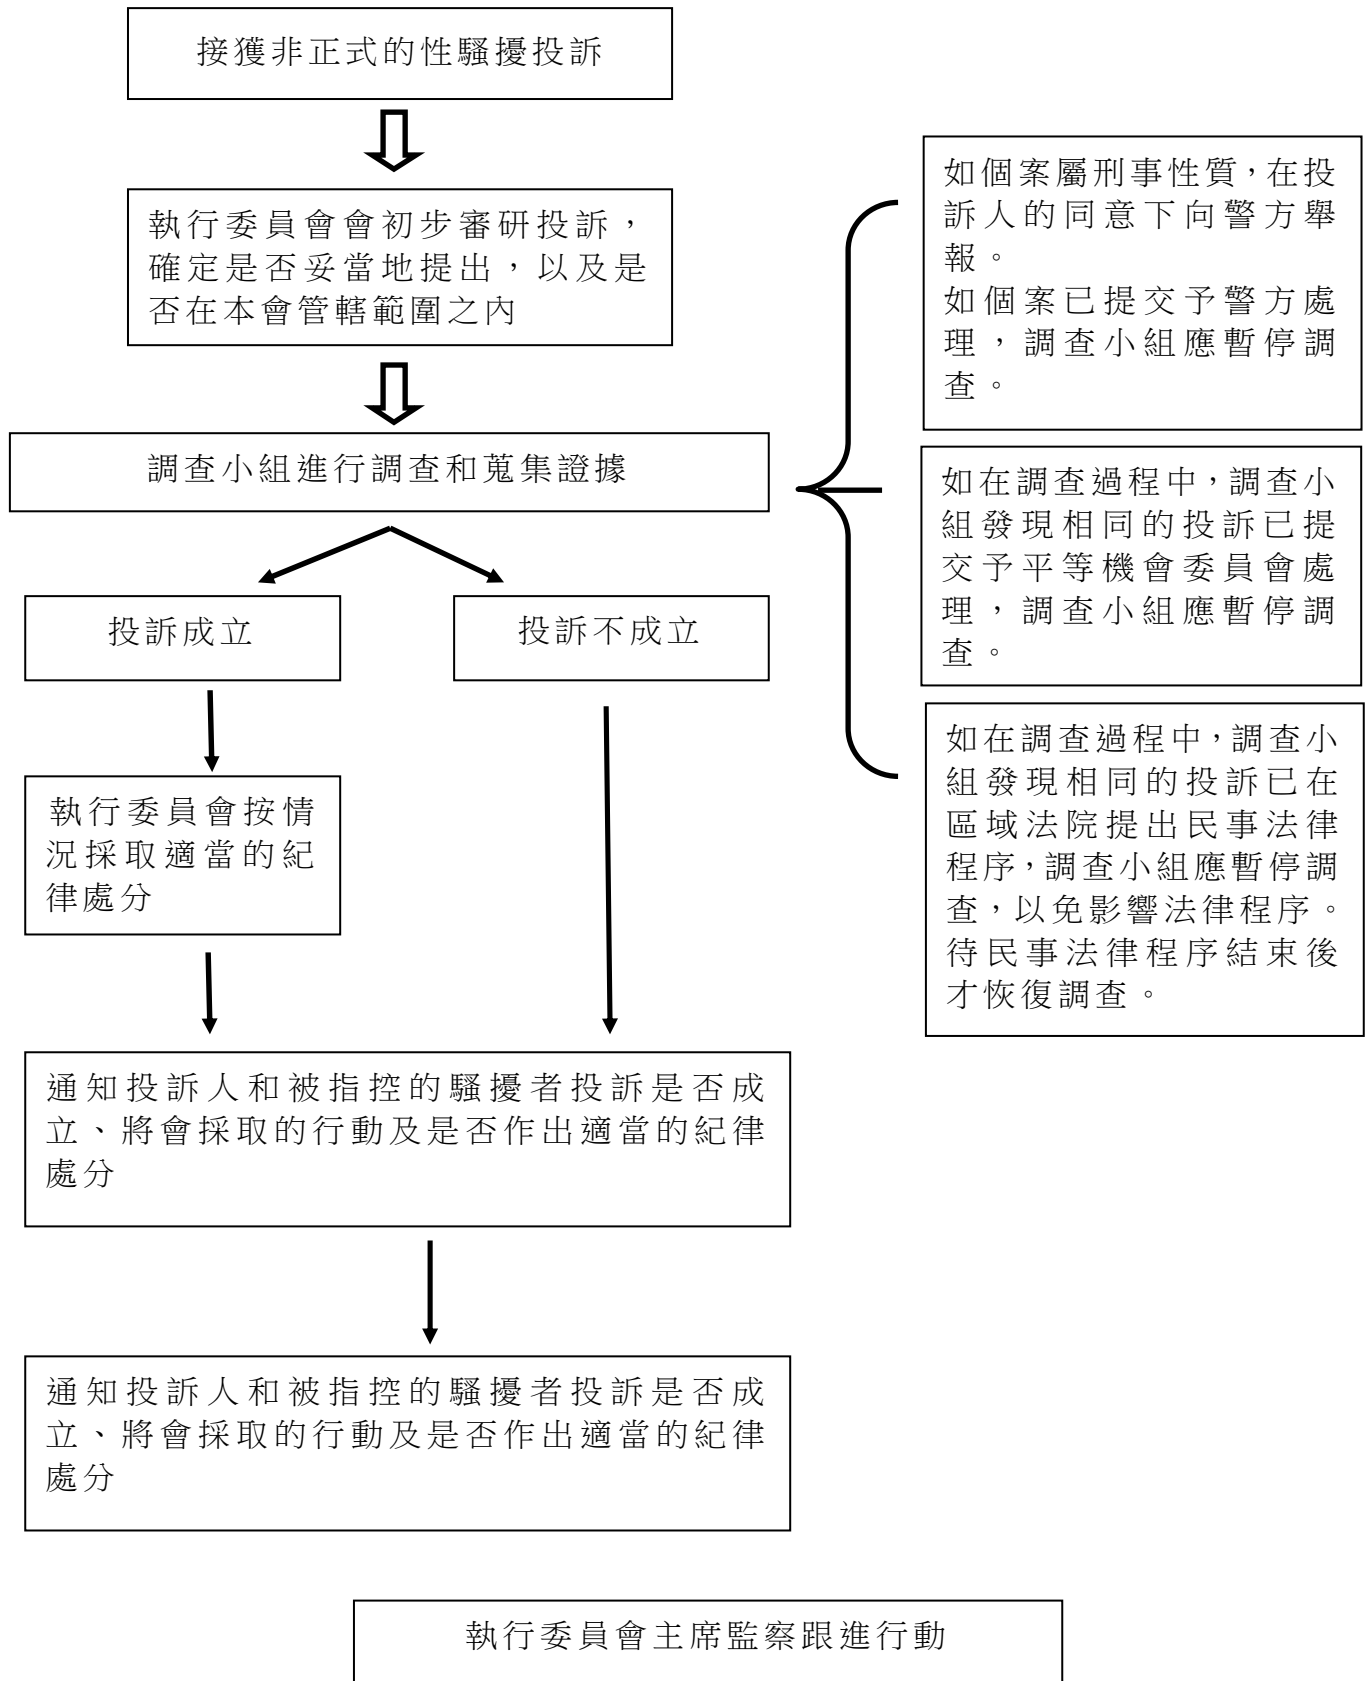 接獲非正式的性騷擾投訴
執行委員會會初步審研投訴，
確定是否妥當地提出，以及是
否在本會管轄範圍之內
調查小組進行調查和蒐集證據
投訴成立
投訴不成立
執行委員會按情
況採取適當的紀
律處分
通知投訴人和被指控的騷擾者投訴是否成
立、將會採取的行動及是否作出適當的紀律
處分
通知投訴人和被指控的騷擾者投訴是否成
立、將會採取的行動及是否作出適當的紀律
處分
執行委員會主席監察跟進行動
如個案屬刑事性質，在投
訴人的同意下向警方舉
報。
如個案已提交予警方處
理，調查小組應暫停調
查。
如在調查過程中，調查小
組發現相同的投訴已提
交予平等機會委員會處
理，調查小組應暫停調
查。
如在調查過程中，調查小
組發現相同的投訴已在
區域法院提出民事法律
程序，調查小組應暫停調
查，以免影響法律程序。
待民事法律程序結束後
才恢復調查。